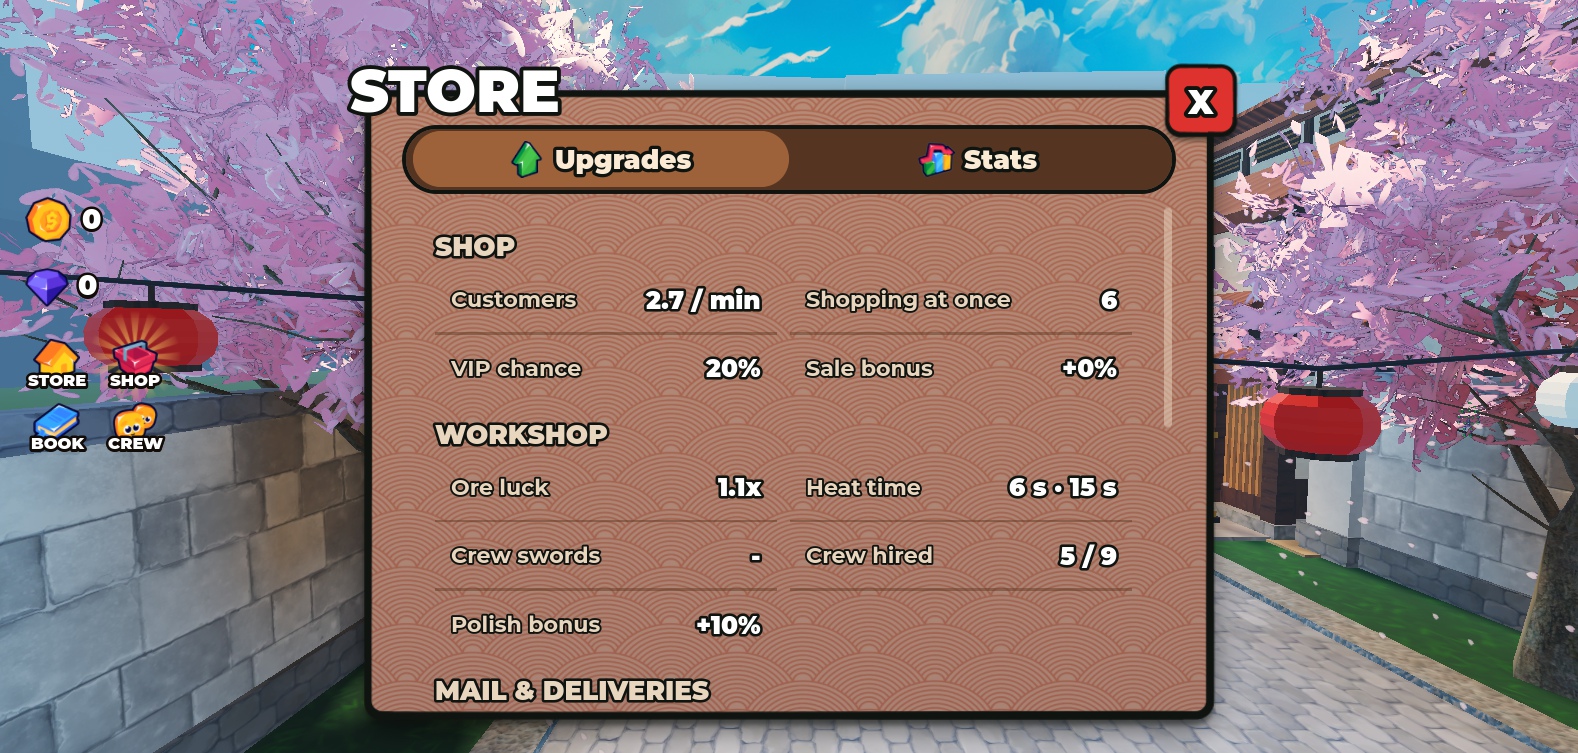 STORE
X
Upgrades
Stats
0
0
STORE
SHOP
BOOK
CREW
SHOP
Customers 2.7 / min
Shopping at once 6
VIP chance 20%
Sale bonus +0%
WORKSHOP
Ore luck 1.1x
Heat time 6 s • 15 s
Crew swords -
Crew hired 5 / 9
Polish bonus +10%
MAIL & DELIVERIES